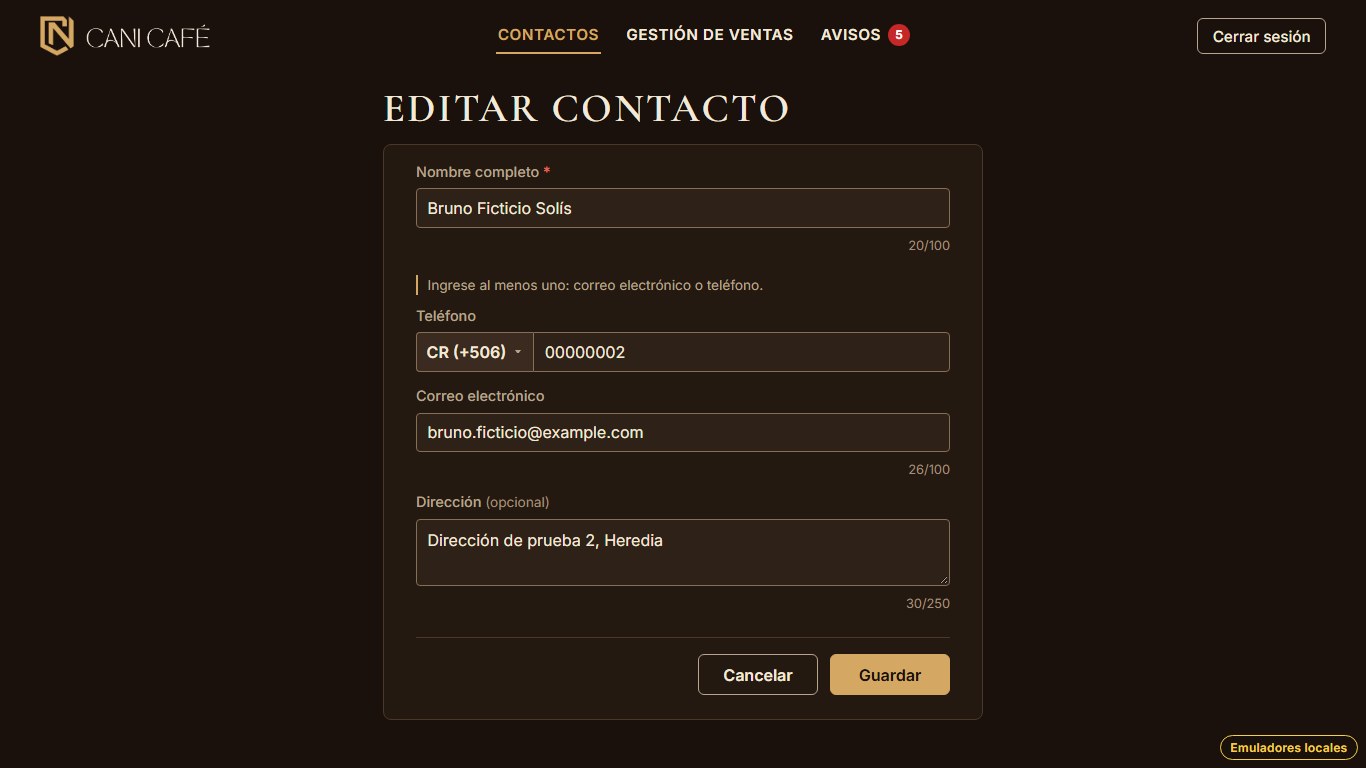 CANI CAFÉ
CONTACTOS
GESTIÓN DE VENTAS
AVISOS 5
Cerrar sesión
EDITAR CONTACTO
Nombre completo *
Bruno Ficticio Solís
20/100
Ingrese al menos uno: correo electrónico o teléfono.
Teléfono
CR (+506) 00000002
Correo electrónico
bruno.ficticio@example.com
26/100
Dirección (opcional)
Dirección de prueba 2, Heredia
30/250
Cancelar
Guardar
Emuladores locales